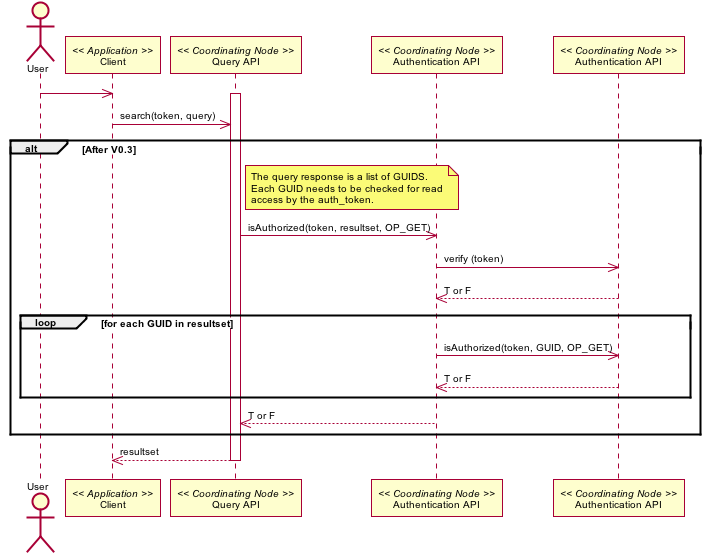 User
<< Application >>
Client
<< Coordinating Node >>
Query API
<< Coordinating Node >>
Authentication API
<< Coordinating Node >>
Authentication API
search(token, query)
alt
[After V0.3]
The query response is a list of GUIDS.
Each GUID needs to be checked for read
access by the auth_token.
isAuthorized(token, resultset, OP_GET)
verify (token)
T or F
loop
[for each GUID in resultset]
isAuthorized(token, GUID, OP_GET)
T or F
T or F
resultset
User
<< Application >>
Client
<< Coordinating Node >>
Query API
<< Coordinating Node >>
Authentication API
<< Coordinating Node >>
Authentication API